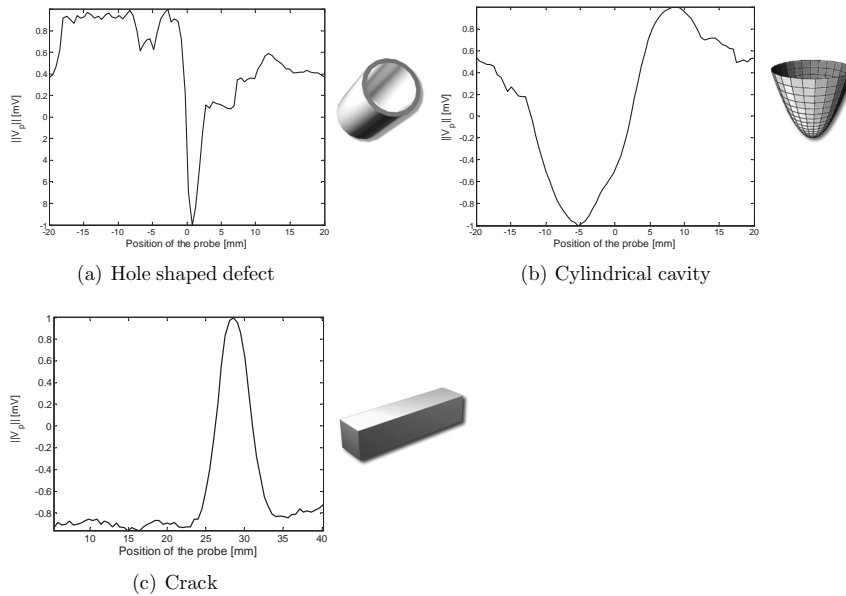 0.8
0.6
0.4
0.2
0
2
4
6
8
-1
||V_p|| [mV]
-20 -15 -10 -5 0 5 10 15 20
Position of the probe [mm]
(a) Hole shaped defect
1
0.8
0.6
0.4
0.2
0
-0.2
-0.4
-0.6
-0.8
-1
||V_p|| [mV]
-20 -15 -10 -5 0 5 10 15 20
Position of the probe [mm]
(b) Cylindrical cavity
1
0.8
0.6
0.4
0.2
0
-0.2
-0.4
-0.6
-0.8
||V_p|| [mV]
10 15 20 25 30 35 40
Position of the probe [mm]
(c) Crack